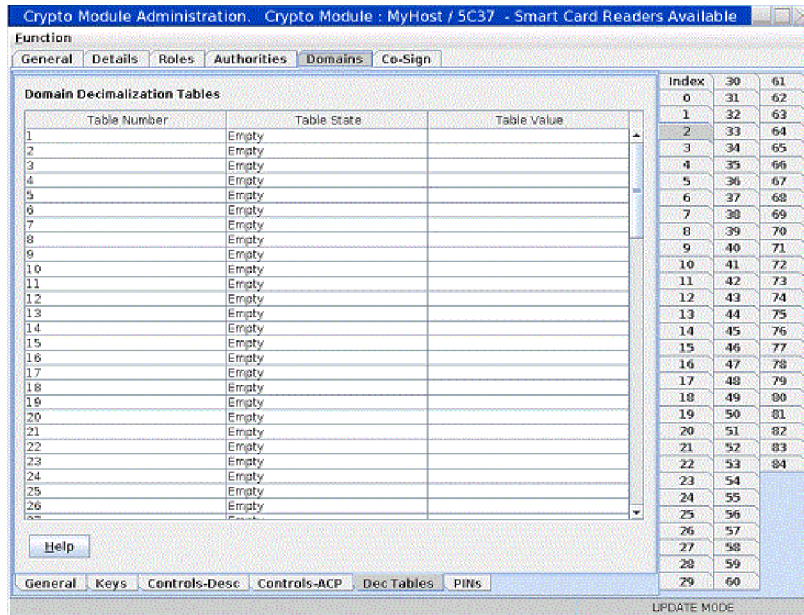 Crypto Module Administration. Crypto Module : MyHost / 5C37 - Smart Card Readers Available
Function
General Details Roles Authorities Domains Co-Sign
Domain Decimalization Tables
Table Number Table State Table Value
1 Empty
2 Empty
3 Empty
4 Empty
5 Empty
6 Empty
7 Empty
8 Empty
9 Empty
10 Empty
11 Empty
12 Empty
13 Empty
14 Empty
15 Empty
16 Empty
17 Empty
18 Empty
19 Empty
20 Empty
21 Empty
22 Empty
23 Empty
24 Empty
25 Empty
26 Empty
Help
General Keys Controls-Desc Controls-ACP Dec Tables PINs
Index 30 61
0 31 62
1 32 63
2 33 64
3 34 65
4 35 66
5 36 67
6 37 68
7 38 69
8 39 70
9 40 71
10 41 72
11 42 73
12 43 74
13 44 75
14 45 76
15 46 77
16 47 78
17 48 79
18 49 80
19 50 81
20 51 82
21 52 83
22 53 84
23 54
24 55
25 56
26 57
27 58
28 59
29 60
UPDATE MODE